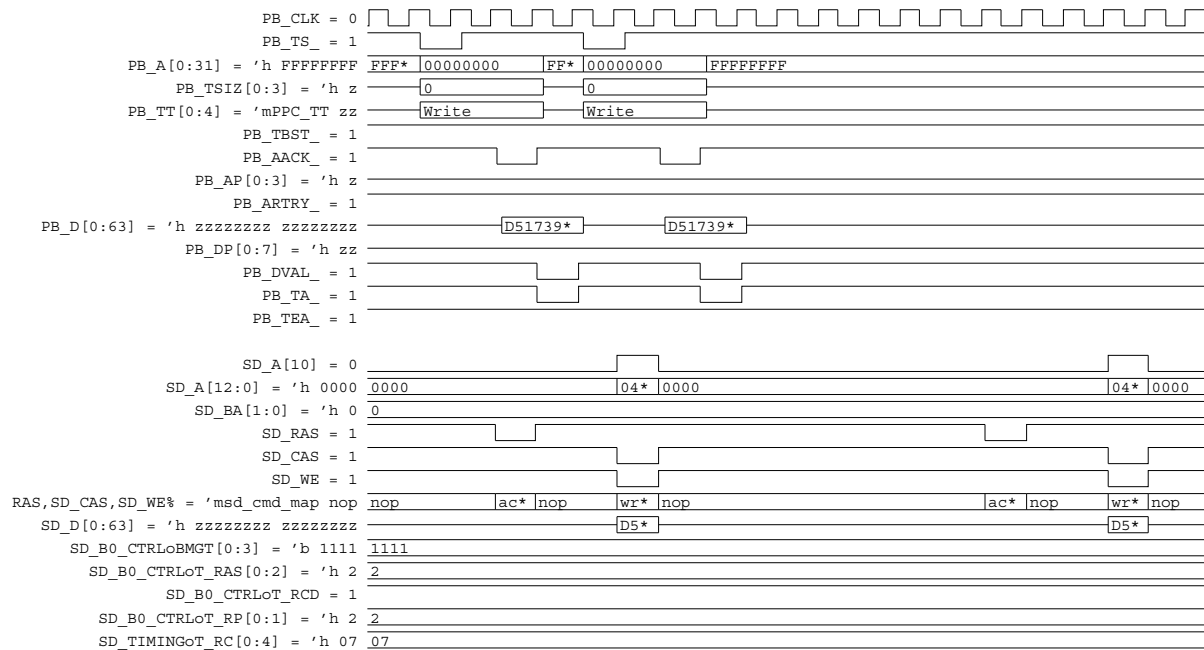 PB_CLK = 0
PB_TS_ = 1
PB_A[0:31] = 'h FFFFFFFF FFF* 00000000 FF* 00000000 FFFFFFFF
PB_TSIZ[0:3] = 'h z 0 0
PB_TT[0:4] = 'mPPC_TT zz Write Write
PB_TBST_ = 1
PB_AACK_ = 1
PB_AP[0:3] = 'h z
PB_ARTRY_ = 1
PB_D[0:63] = 'h zzzzzzzz zzzzzzzz D51739* D51739*
PB_DP[0:7] = 'h zz
PB_DVAL_ = 1
PB_TA_ = 1
PB_TEA_ = 1
SD_A[10] = 0
SD_A[12:0] = 'h 0000 0000 04* 0000 04* 0000
SD_BA[1:0] = 'h 0 0
SD_RAS = 1
SD_CAS = 1
SD_WE = 1
RAS,SD_CAS,SD_WE% = 'msd_cmd_map nop nop ac* nop wr* nop ac* nop wr* nop
SD_D[0:63] = 'h zzzzzzzz zzzzzzzz D5* D5*
SD_B0_CTRLoBMGT[0:3] = 'b 1111 1111
SD_B0_CTRLoT_RAS[0:2] = 'h 2 2
SD_B0_CTRLoT_RCD = 1
SD_B0_CTRLoT_RP[0:1] = 'h 2 2
SD_TIMINGoT_RC[0:4] = 'h 07 07